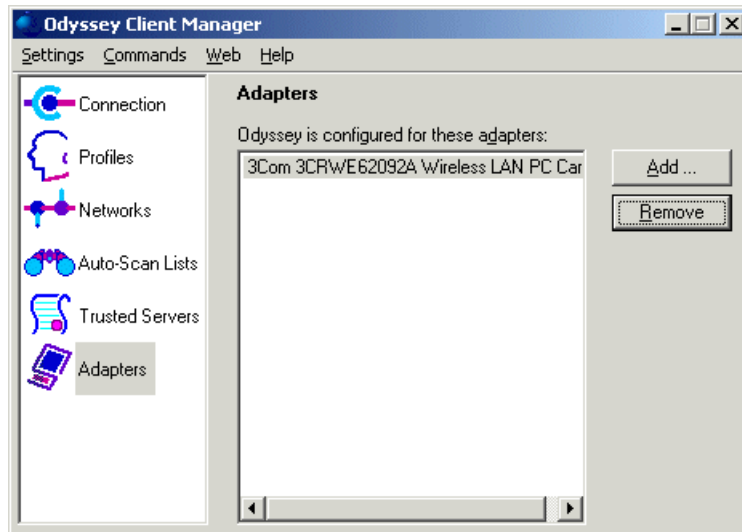 Odyssey Client Manager
Settings Commands Web Help
Connection
Profiles
Networks
Auto-Scan Lists
Trusted Servers
Adapters
Adapters
Odyssey is configured for these adapters:
3Com 3CRWE62092A Wireless LAN PC Car
Add ...
Remove